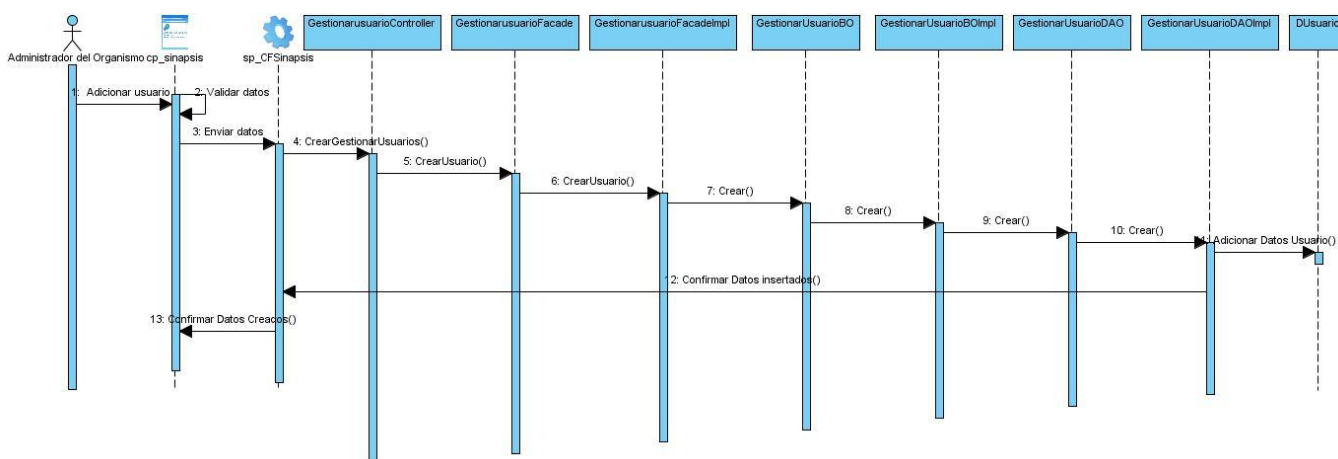 GestionarusuarioController
GestionarusuarioFacade
GestionarusuarioFacadeImpl
GestionarUsuarioBO
GestionarUsuarioBOImpl
GestionarUsuarioDAO
GestionarUsuarioDAOImpl
DUsuario
Administrador del Organismo
cp_sinapsis
sp_CFSinapsis
1: Adicionar usuario
2: Validar datos
3: Enviar datos
4: CrearGestionarUsuarios()
5: CrearUsuario()
6: CrearUsuario()
7: Crear()
8: Crear()
9: Crear()
10: Crear()
11: Adicionar Datos Usuario()
12: Confirmar Datos insertados()
13: Confirmar Datos Creados()